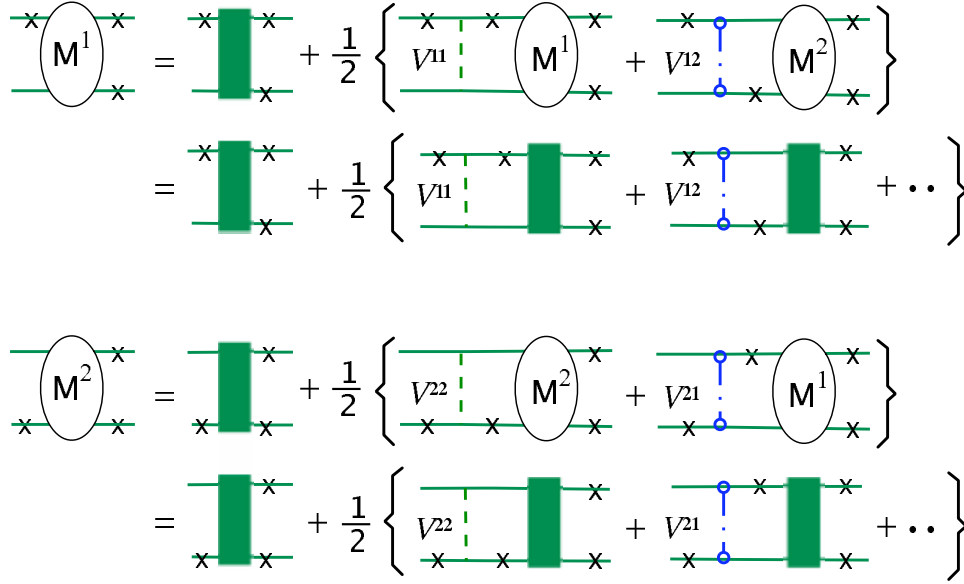 M¹ = + 1/2 { V¹¹ M¹ + V¹² M² }
= + 1/2 { V¹¹ + V¹² + • • }
M² = + 1/2 { V²² M² + V²¹ M¹ }
= + 1/2 { V²² + V²¹ + • • }